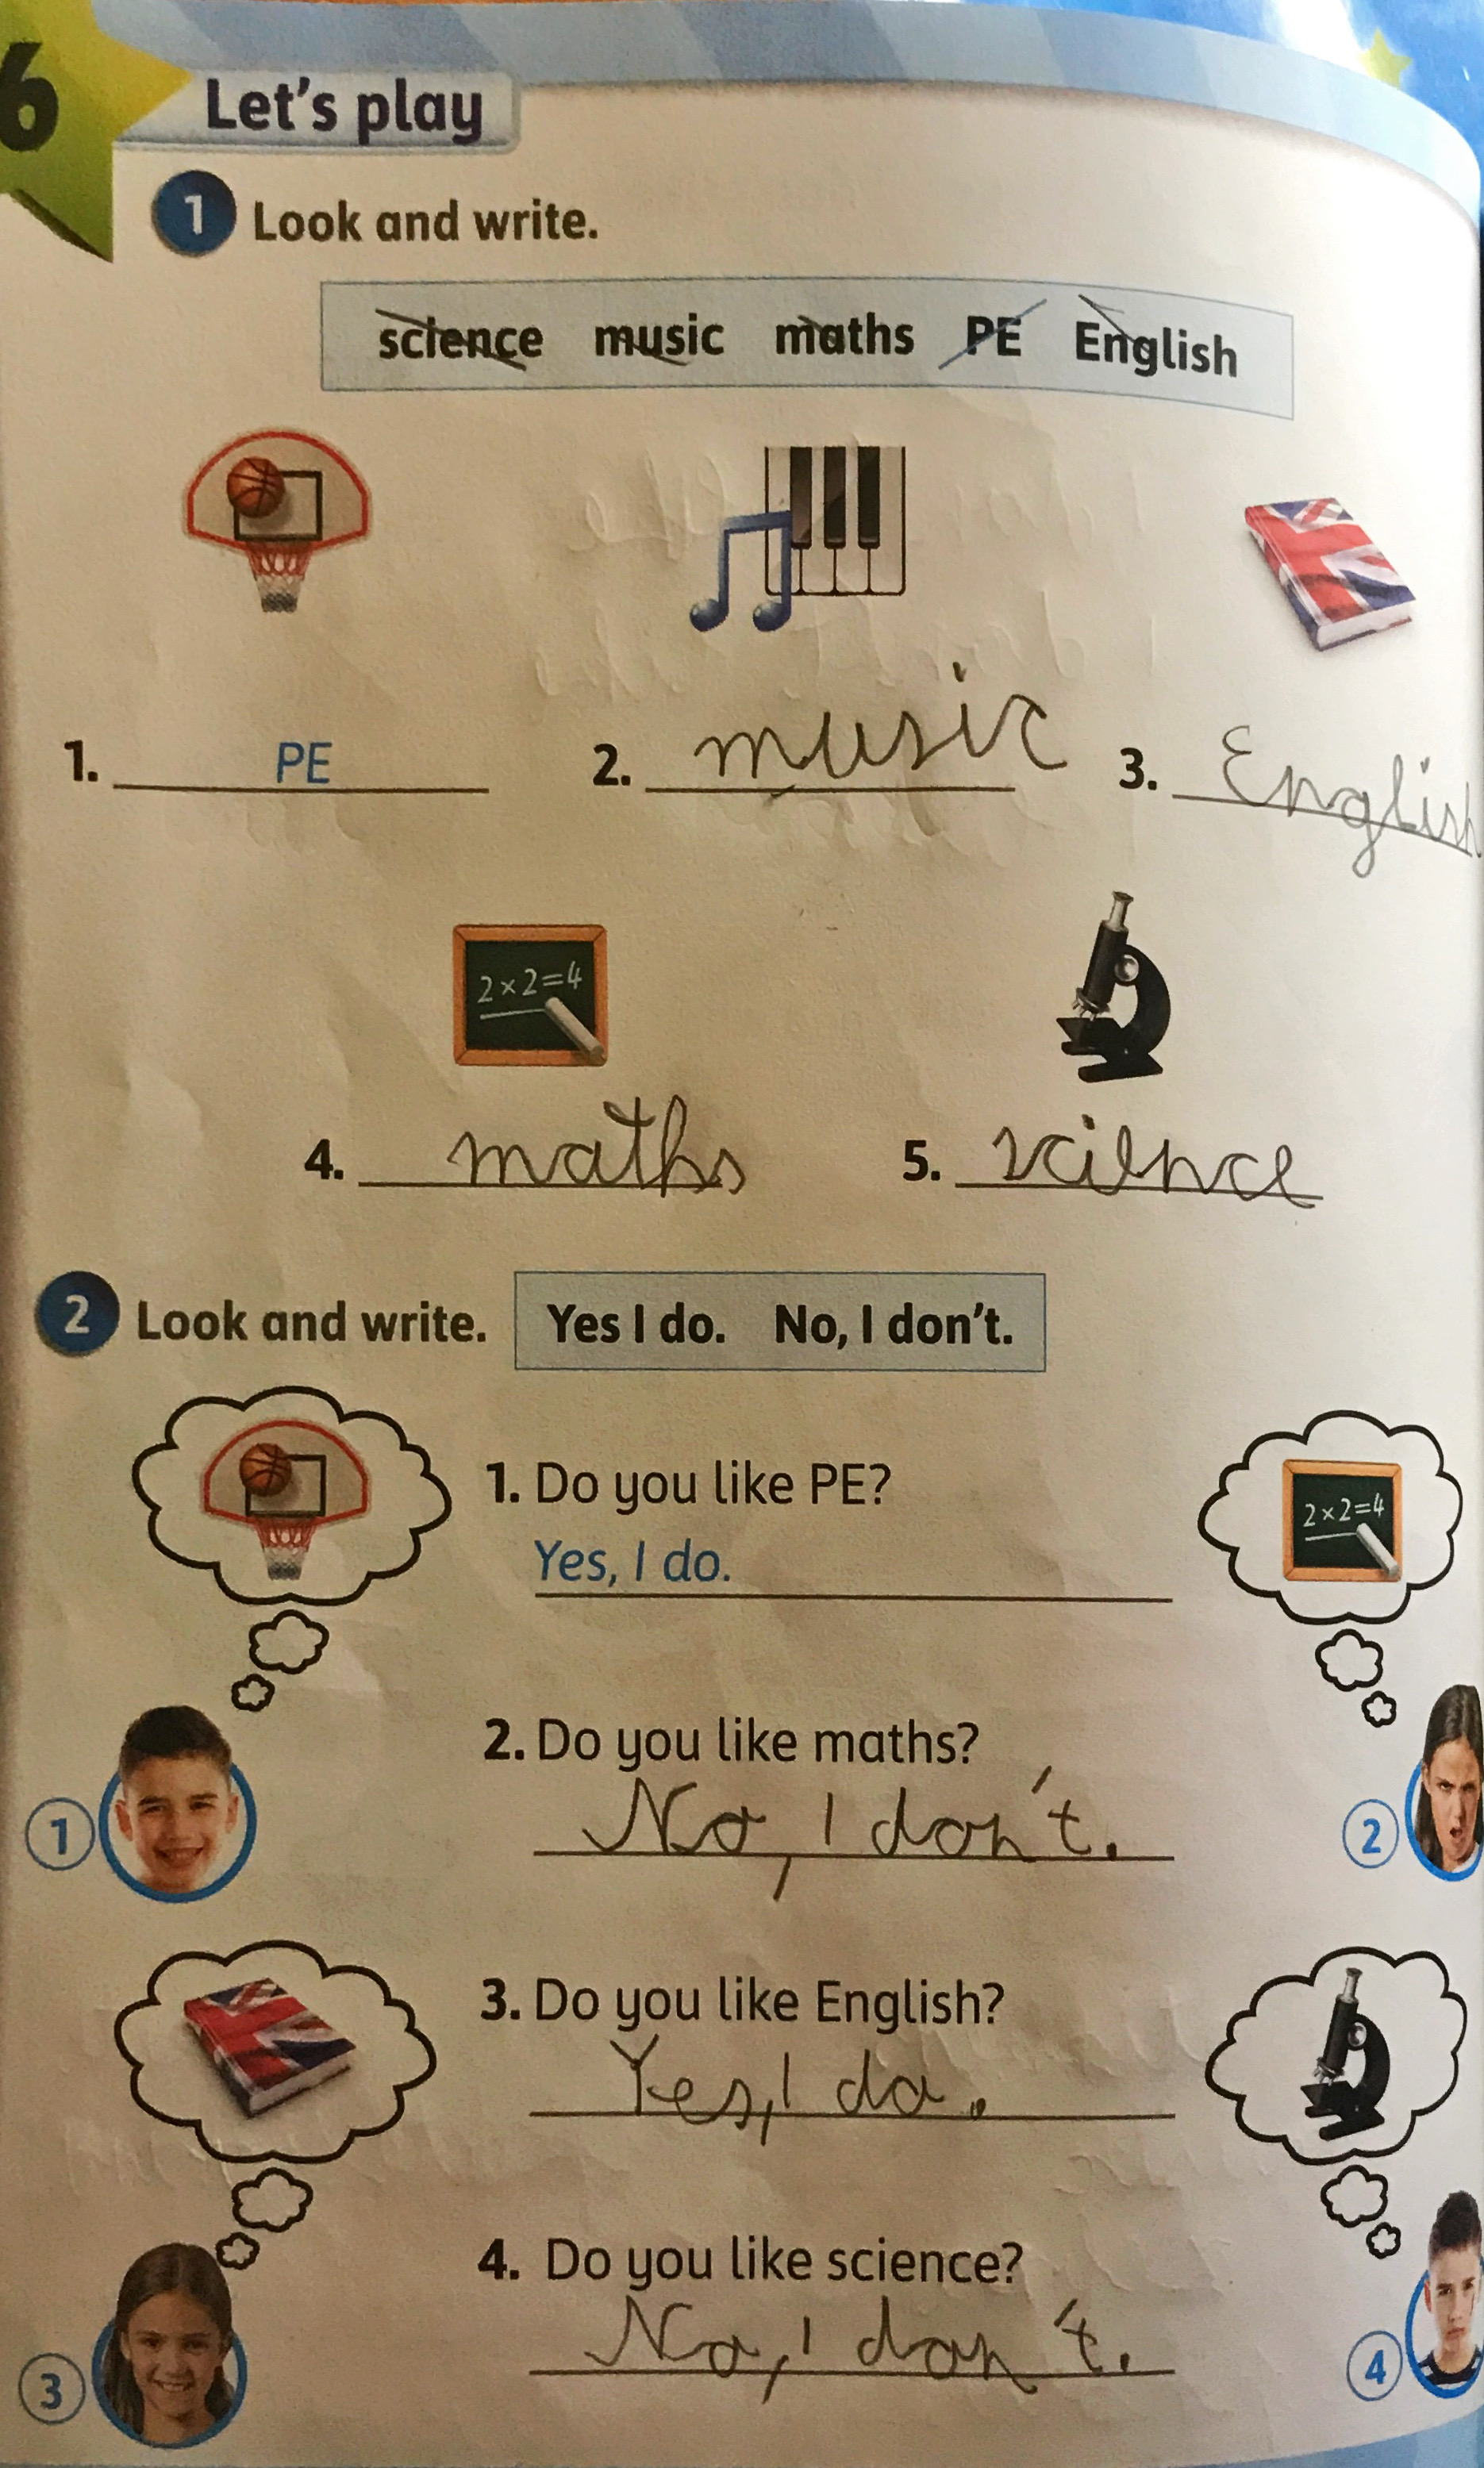 6
Let's play
1 Look and write.
science music maths PE English
1. PE 2. music 3. English
2×2=4
4. maths 5. science
2 Look and write. Yes I do. No, I don't.
1. Do you like PE?
2×2=4
Yes, I do.
2. Do you like maths?
1 No, I don't. 2
3. Do you like English?
Yes, I do.
4. Do you like science?
3 No, I don't. 4